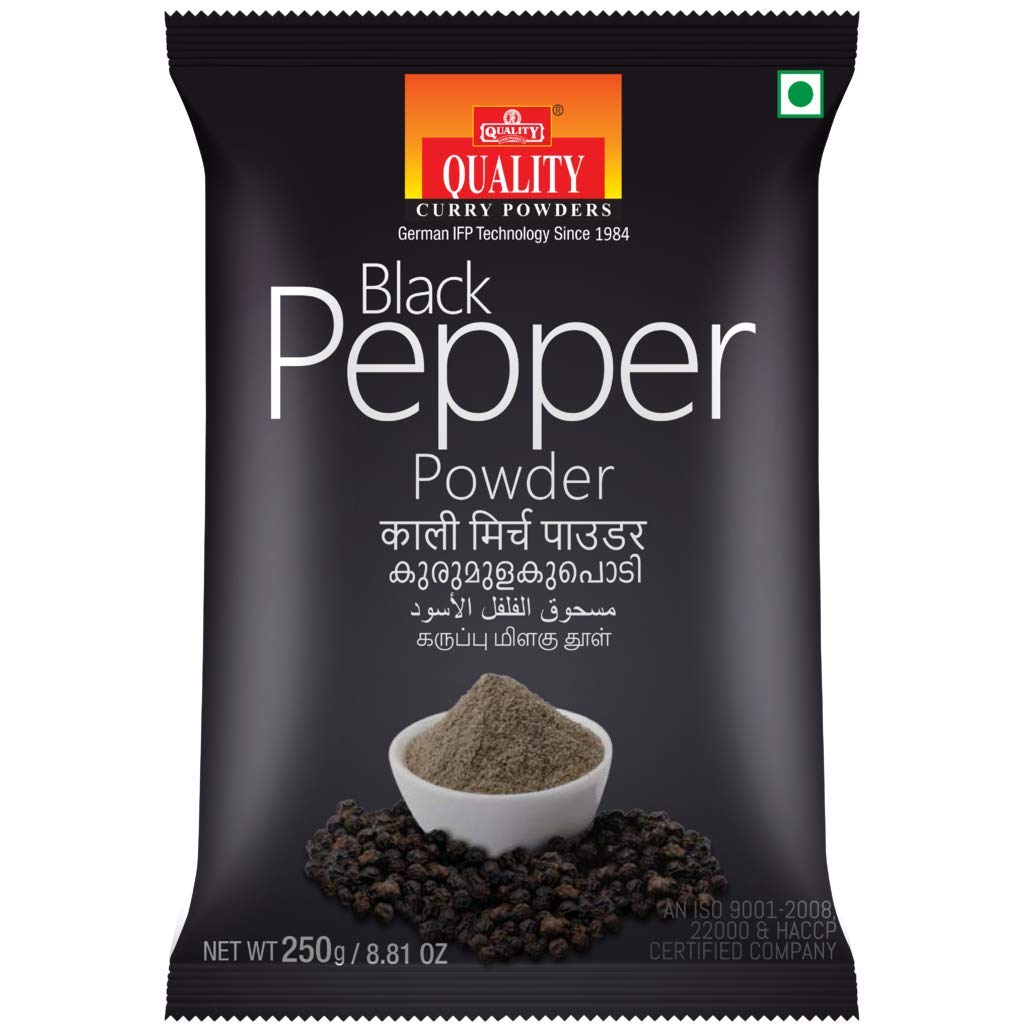 QUALITY
®
QUALITY
CURRY POWDERS
German IFP Technology Since 1984
Black
Pepper
Powder
काली मिर्च पाउडर
കുരുമുളകുപൊടി
مسحوق الفلفل الأسود
கருப்பு மிளகு தூள்
AN ISO 9001-2008,
22000 & HACCP
CERTIFIED COMPANY
NET WT 250g / 8.81 OZ